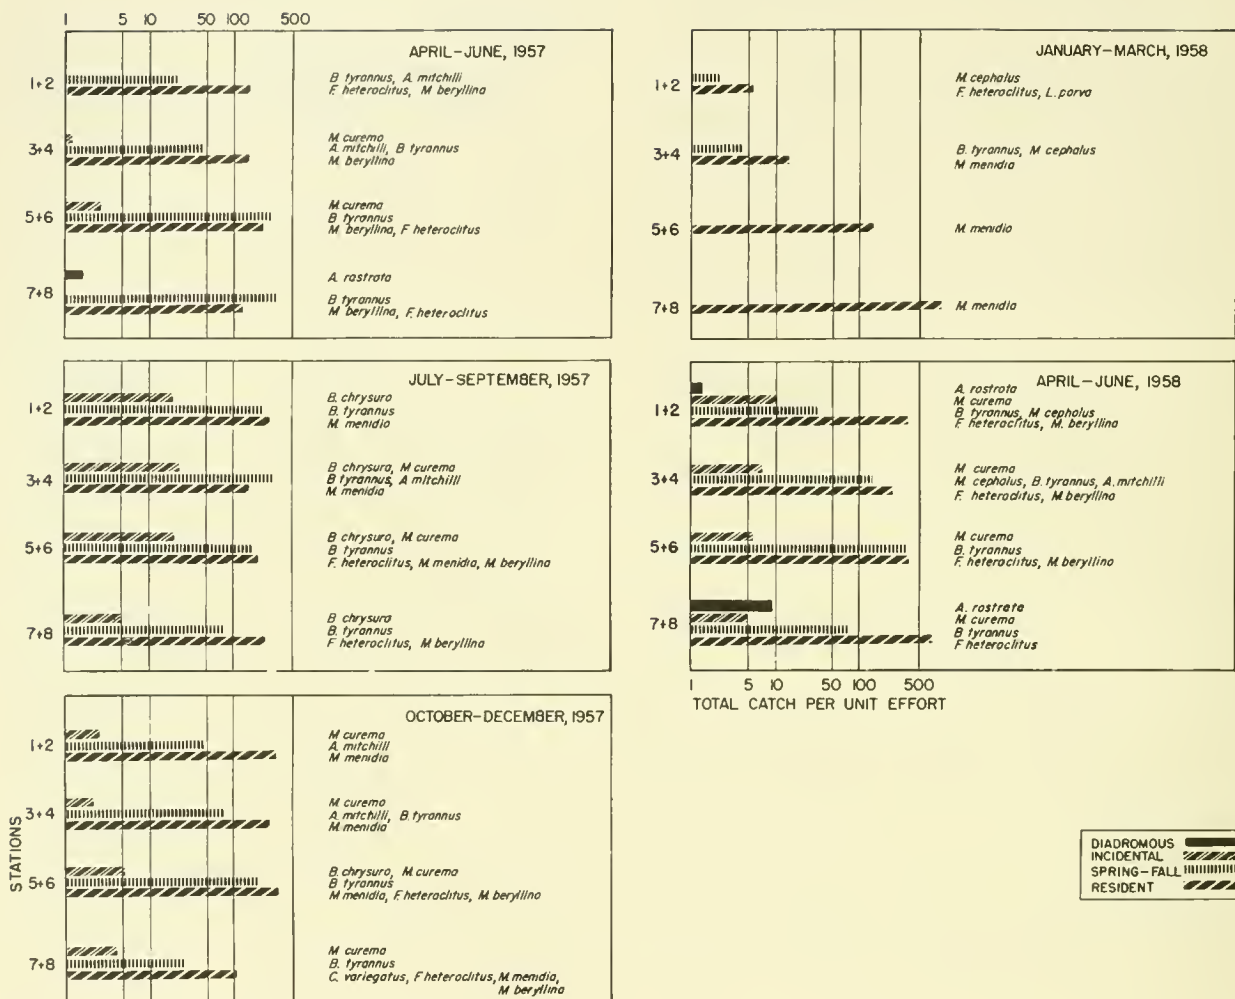 1 5 10 50 100 500
APRIL–JUNE, 1957
1+2
B tyrannus, A. mitchilli
F. heteroclitus, M beryllina
3+4
M. curema
A. mitchilli, B tyrannus
M. beryllina
5+6
M. curema
B tyrannus
M. beryllina, F heteroclitus
7+8
A. rostrata
B tyrannus
M. beryllina, F. heteroclitus
JULY–SEPTEMBER, 1957
1+2
B. chrysura
B. tyrannus
M. menidia
3+4
B chrysura, M curema
B tyrannus, A mitchilli
M. menidia
5+6
B chrysura, M. curema
B. tyrannus
F. heteroclitus, M. menidia, M. beryllina
7+8
B chrysura
B. tyrannus
F heteroclitus, M. beryllina
OCTOBER–DECEMBER, 1957
1+2
M curema
A. mitchilli
M menidia
3+4
M curema
A. mitchilli, B. tyrannus
M. menidia
5+6
B. chrysura, M. curema
B tyrannus
M menidia, F. heteroclitus, M. beryllina
7+8
M curema
B. tyrannus
C. variegatus, F heteroclitus, M. menidia,
M beryllina
STATIONS
JANUARY–MARCH, 1958
1+2
M. cephalus
F. heteroclitus, L. parva
3+4
B. tyrannus, M cephalus
M menidia
5+6
M. menidia
7+8
M. menidia
APRIL–JUNE, 1958
1+2
A. rostrata
M curema
B tyrannus, M cephalus
F. heteroclitus, M. beryllina
3+4
M curema
M cephalus, B. tyrannus, A. mitchilli
F. heteroclitus, M. beryllina
5+6
M. curema
B. tyrannus
F. heteroclitus, M. beryllina
7+8
A. rostrata
M curema
B tyrannus
F heteroclitus
1 5 10 50 100 500
TOTAL CATCH PER UNIT EFFORT
DIADROMOUS
INCIDENTAL
SPRING–FALL
RESIDENT